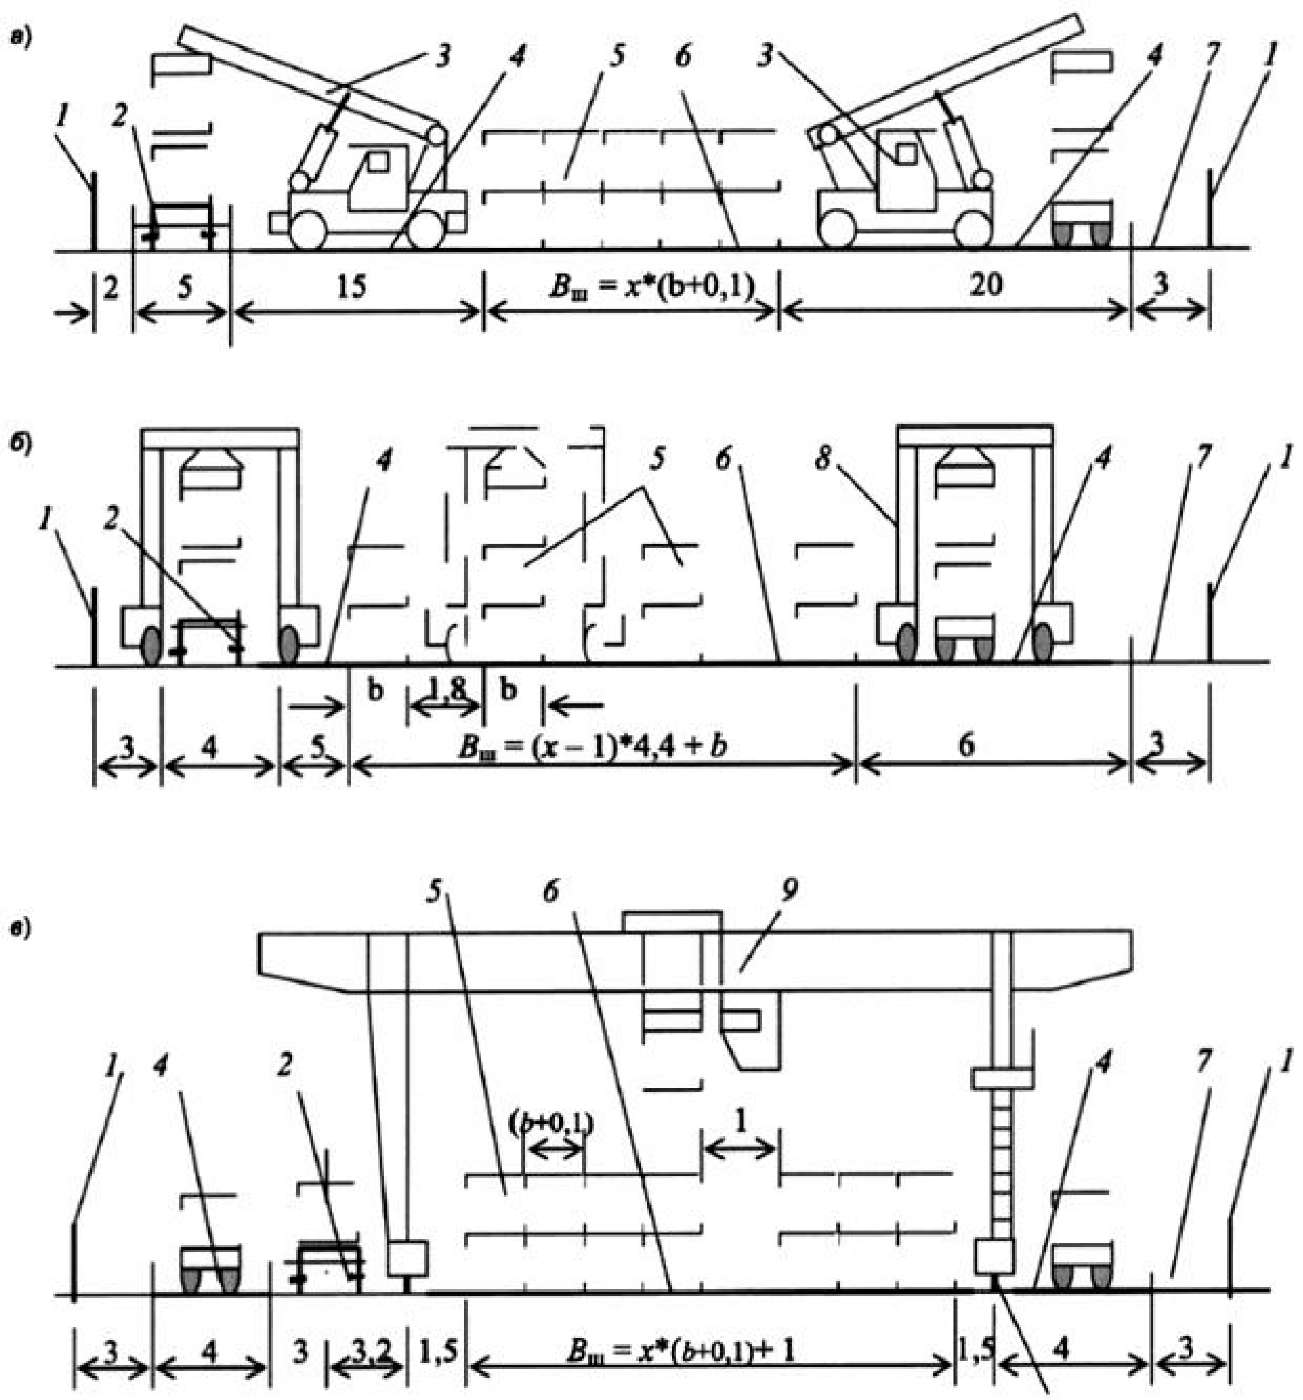 а)
3 4 5 6 3 4 7 1
1 2
2 5 15 Bш = x*(b+0,1) 20 3
б)
4 5 6 8 4 7 1
1 2
b 1,8 b
3 4 5 Bш = (x − 1)*4,4 + b 6 3
в)
5 6 9
1 4 2 4 7 1
(b+0,1) 1
3 4 3 3,2 1,5 Bш = x*(b+0,1)+ 1 1,5 4 3